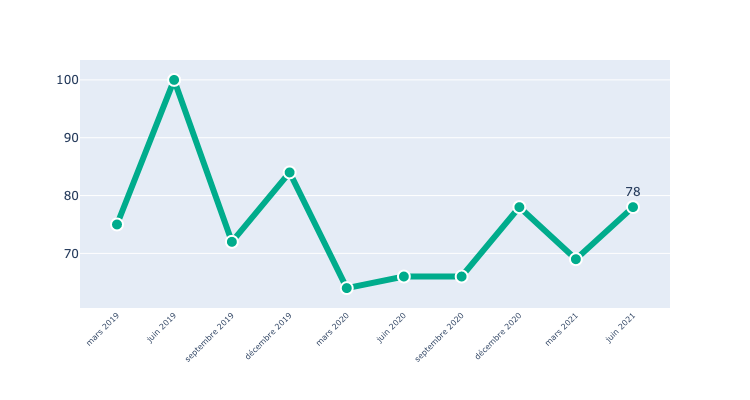 100
90
80
70
78
mars 2019
juin 2019
septembre 2019
décembre 2019
mars 2020
juin 2020
septembre 2020
décembre 2020
mars 2021
juin 2021